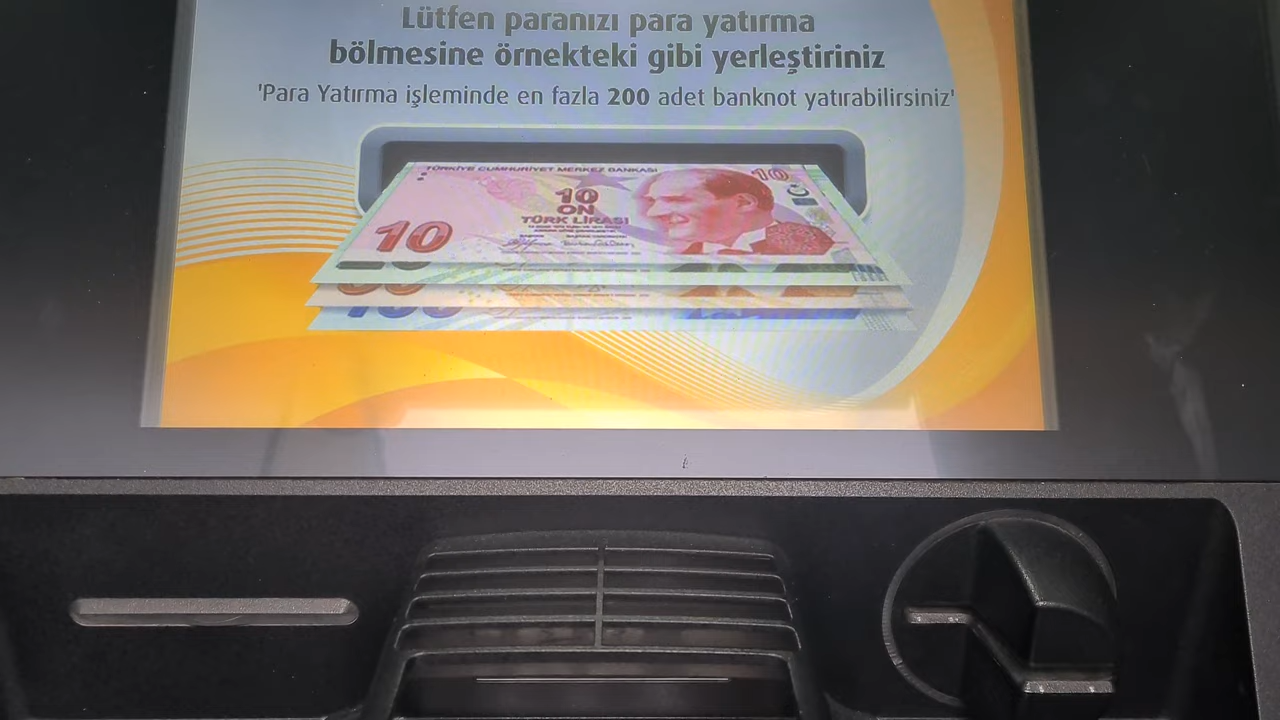 Lütfen paranızı para yatırma
bölmesine örnekteki gibi yerleştiriniz
'Para Yatırma işleminde en fazla 200 adet banknot yatırabilirsiniz'
TÜRKİYE CUMHURİYET MERKEZ BANKASI
10
10
ON
TÜRK LİRASI
10
100